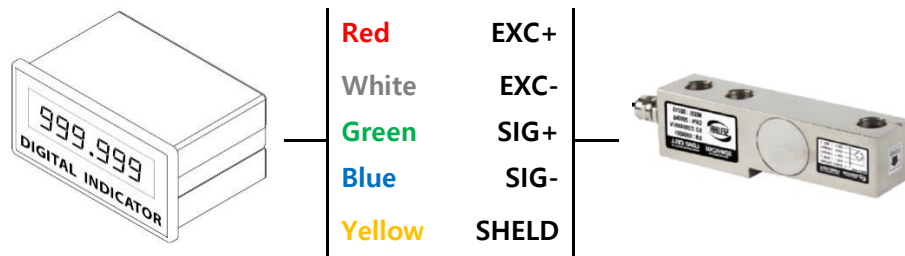 Red EXC+
White EXC-
Green SIG+
Blue SIG-
Yellow SHELD
999.999
DIGITAL INDICATOR